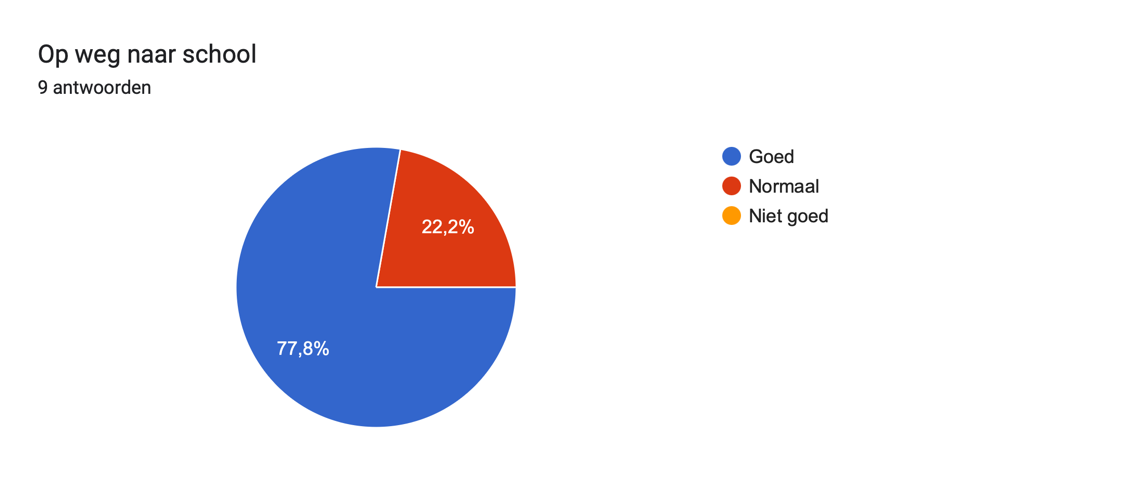 Op weg naar school
9 antwoorden
Goed
Normaal
Niet goed
22,2%
77,8%